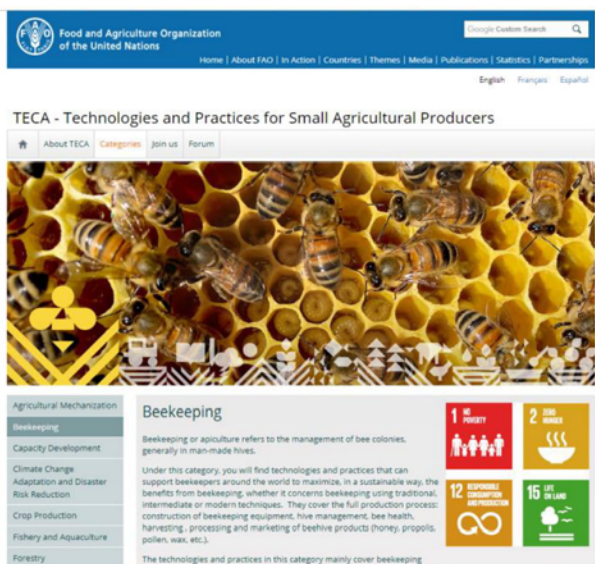 Food and Agriculture Organization
of the United Nations
Google Custom Search
Home | About FAO | In Action | Countries | Themes | Media | Publications | Statistics | Partnerships
English Français Español
TECA - Technologies and Practices for Small Agricultural Producers
About TECA Categories Join us Forum
Agricultural Mechanization
Beekeeping
Capacity Development
Climate Change
Adaptation and Disaster
Risk Reduction
Crop Production
Fishery and Aquaculture
Forestry
Beekeeping
Beekeeping or apiculture refers to the management of bee colonies,
generally in man-made hives.
Under this category, you will find technologies and practices that can
support beekeepers around the world to maximize, in a sustainable way, the
benefits from beekeeping, whether it concerns beekeeping using traditional,
intermediate or modern techniques. They cover the full production process:
construction of beekeeping equipment, hive management, bee health,
harvesting , processing and marketing of beehive products (honey, propolis,
pollen, wax, etc.).
The technologies and practices in this category mainly cover beekeeping
1 NO
POVERTY
2 ZERO
HUNGER
12 RESPONSIBLE
CONSUMPTION
AND PRODUCTION
15 LIFE
ON LAND